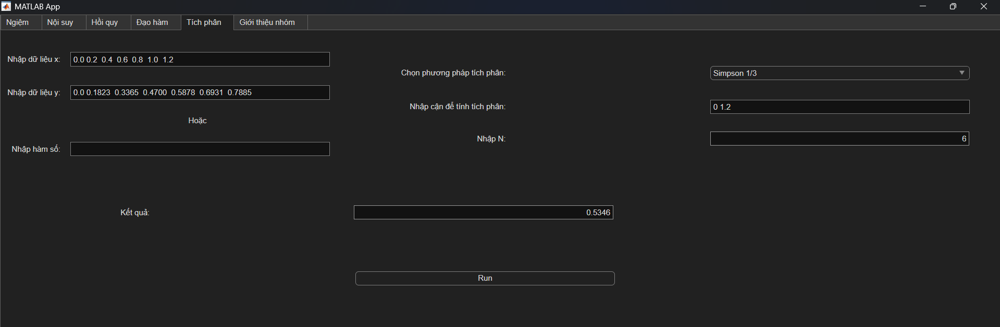 MATLAB App
Ngiệm Nội suy Hồi quy Đạo hàm Tích phân Giới thiệu nhóm
Nhập dữ liệu x: 0.0 0.2 0.4 0.6 0.8 1.0 1.2
Chọn phương pháp tích phân: Simpson 1/3
Nhập dữ liệu y: 0.0 0.1823 0.3365 0.4700 0.5878 0.6931 0.7885
Nhập cận để tính tích phân: 0 1.2
Hoặc
Nhập N: 6
Nhập hàm số:
Kết quả: 0.5346
Run